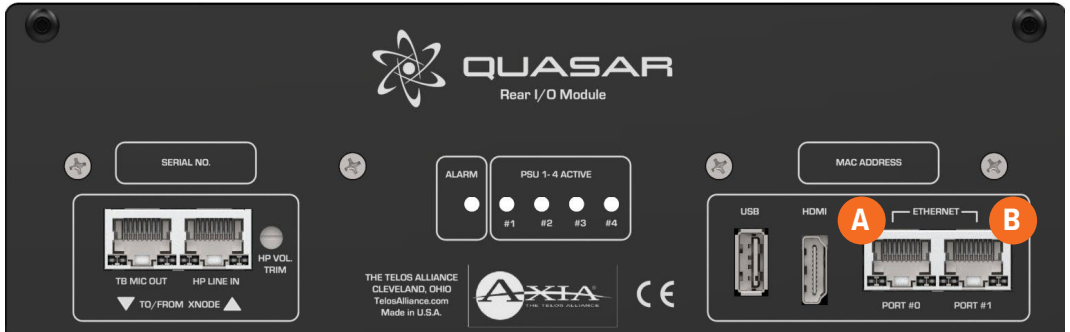 QUASAR
Rear I/O Module
SERIAL NO.
ALARM
PSU 1- 4 ACTIVE
#1 #2 #3 #4
MAC ADDRESS
USB
HDMI
A
ETHERNET
B
HP VOL.
TRIM
TB MIC OUT
HP LINE IN
TO/FROM XNODE
THE TELOS ALLIANCE
CLEVELAND, OHIO
TelosAlliance.com
Made in U.S.A.
AXIA®
THE TELOS ALLIANCE
CE
PORT #0
PORT #1